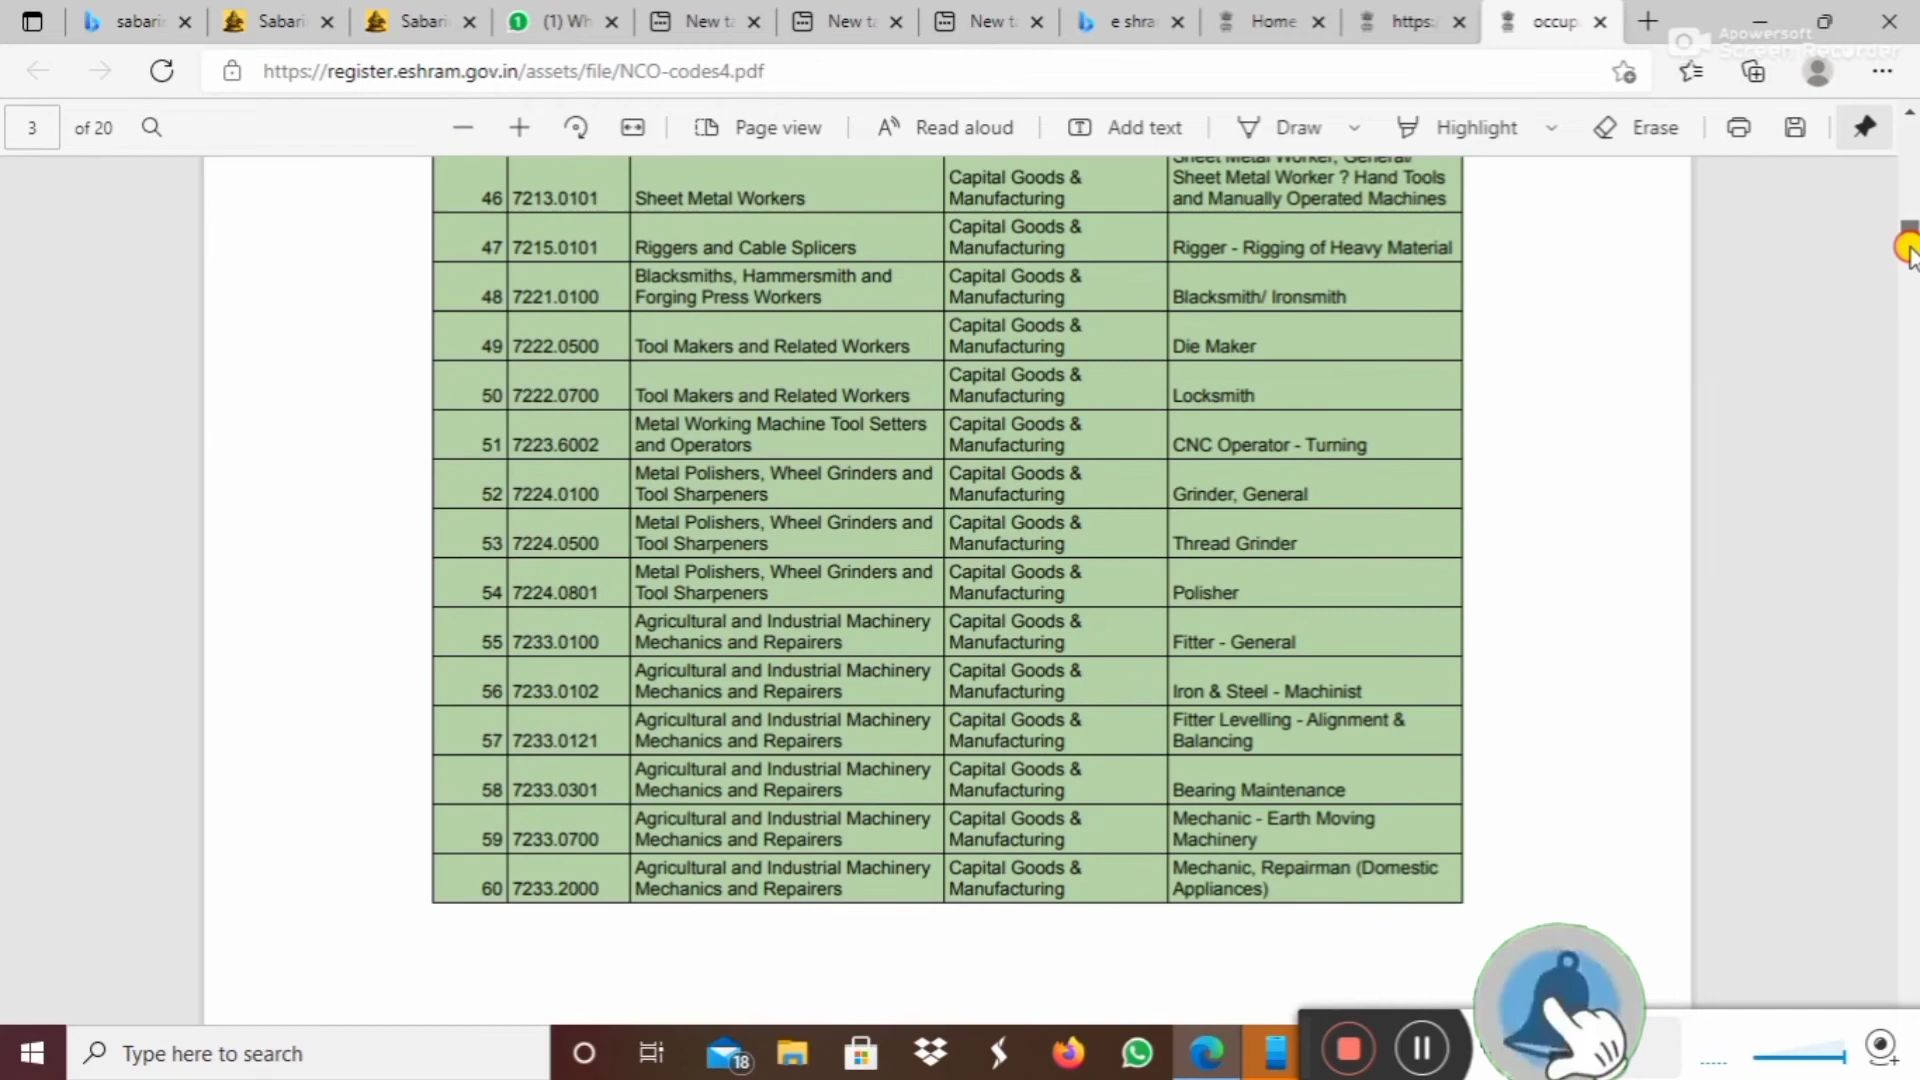 sabarin
Sabari
Sabari
(1) Wh
New ta
New ta
New ta
e shra
Home
https:
occup
Apowersoft
Screen Recorder
https://register.eshram.gov.in/assets/file/NCO-codes4.pdf
3 of 20
Page view
Read aloud
Add text
Draw
Highlight
Erase
46 7213.0101 Sheet Metal Workers
Capital Goods &
Manufacturing
Sheet Metal Worker, General/
Sheet Metal Worker ? Hand Tools
and Manually Operated Machines
47 7215.0101 Riggers and Cable Splicers
Capital Goods &
Manufacturing
Rigger - Rigging of Heavy Material
48 7221.0100
Blacksmiths, Hammersmith and
Forging Press Workers
Capital Goods &
Manufacturing
Blacksmith/ Ironsmith
49 7222.0500 Tool Makers and Related Workers
Capital Goods &
Manufacturing
Die Maker
50 7222.0700 Tool Makers and Related Workers
Capital Goods &
Manufacturing
Locksmith
51 7223.6002
Metal Working Machine Tool Setters
and Operators
Capital Goods &
Manufacturing
CNC Operator - Turning
52 7224.0100
Metal Polishers, Wheel Grinders and
Tool Sharpeners
Capital Goods &
Manufacturing
Grinder, General
53 7224.0500
Metal Polishers, Wheel Grinders and
Tool Sharpeners
Capital Goods &
Manufacturing
Thread Grinder
54 7224.0801
Metal Polishers, Wheel Grinders and
Tool Sharpeners
Capital Goods &
Manufacturing
Polisher
55 7233.0100
Agricultural and Industrial Machinery
Mechanics and Repairers
Capital Goods &
Manufacturing
Fitter - General
56 7233.0102
Agricultural and Industrial Machinery
Mechanics and Repairers
Capital Goods &
Manufacturing
Iron & Steel - Machinist
57 7233.0121
Agricultural and Industrial Machinery
Mechanics and Repairers
Capital Goods &
Manufacturing
Fitter Levelling - Alignment &
Balancing
58 7233.0301
Agricultural and Industrial Machinery
Mechanics and Repairers
Capital Goods &
Manufacturing
Bearing Maintenance
59 7233.0700
Agricultural and Industrial Machinery
Mechanics and Repairers
Capital Goods &
Manufacturing
Mechanic - Earth Moving
Machinery
60 7233.2000
Agricultural and Industrial Machinery
Mechanics and Repairers
Capital Goods &
Manufacturing
Mechanic, Repairman (Domestic
Appliances)
Type here to search
18